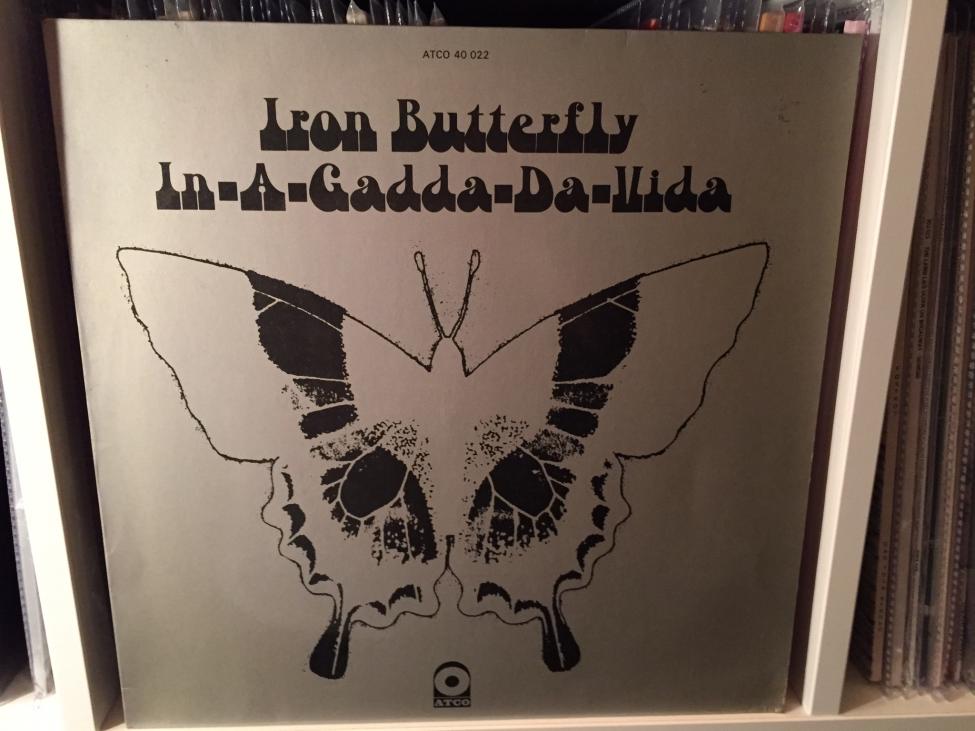 ATCO 40 022
Iron Butterfly
In-A-Gadda-Da-Vida
ATCO